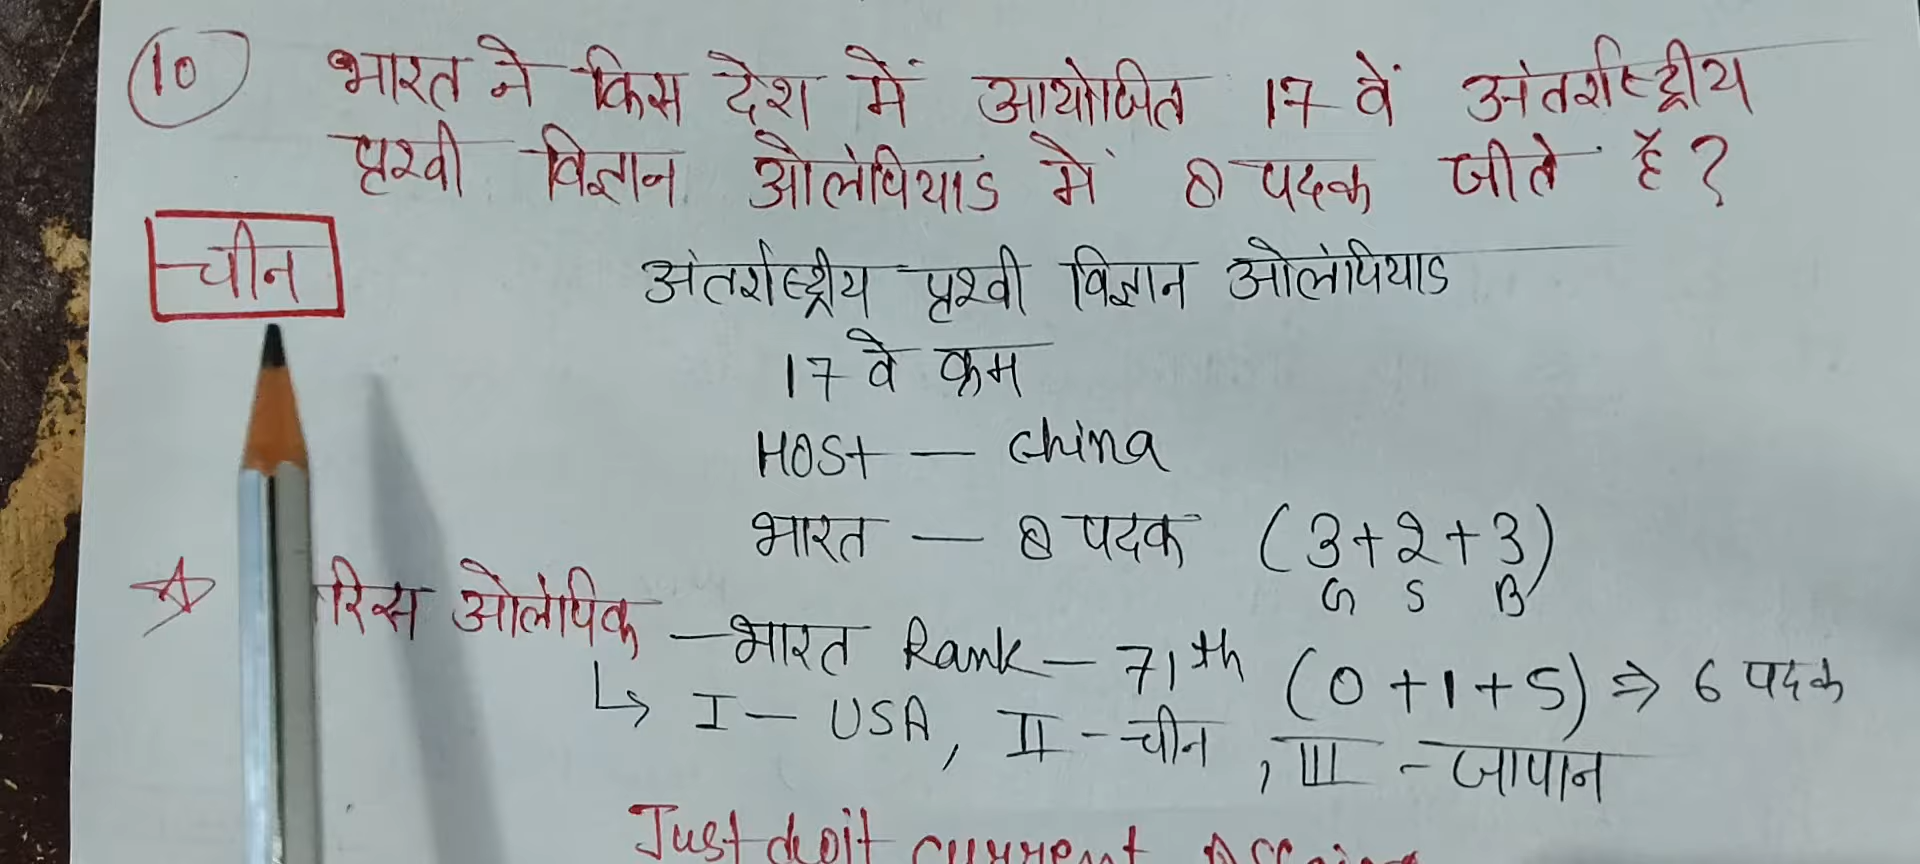 10 भारत ने किस देश में आयोजित 17 वें अंतर्राष्ट्रीय
पृथ्वी विज्ञान ओलंपियाड में 8 पदक जीते हैं?
चीन
अंतर्राष्ट्रीय पृथ्वी विज्ञान ओलंपियाड
17 वे क्रम
HOSt — China
भारत — 8 पदक (3+2+3)
G S B
रिस ओलंपिक — भारत Rank — 71th (0+1+5) ⇒ 6 पदक
↳ I — USA, II - चीन, III - जापान
Just do it current